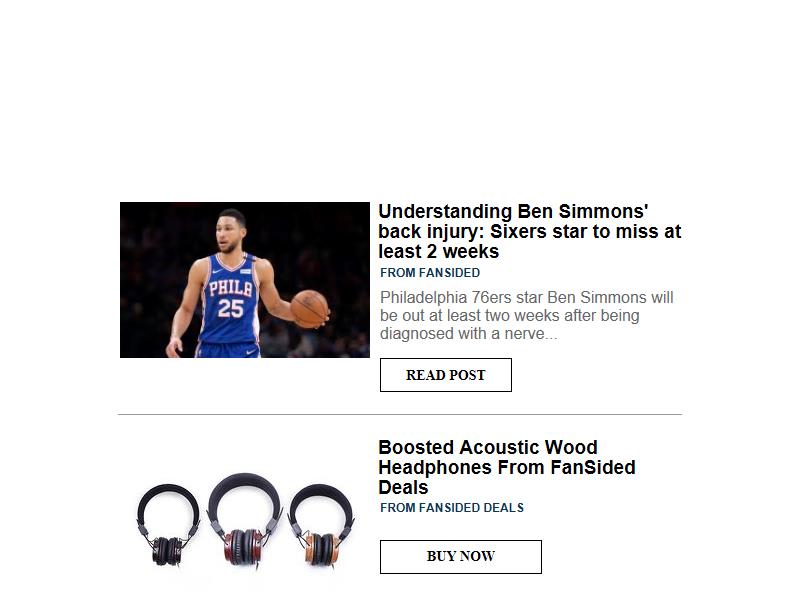 Understanding Ben Simmons'
back injury: Sixers star to miss at
least 2 weeks
FROM FANSIDED
Philadelphia 76ers star Ben Simmons will
be out at least two weeks after being
diagnosed with a nerve...
READ POST
PHILA
25
Boosted Acoustic Wood
Headphones From FanSided
Deals
FROM FANSIDED DEALS
BUY NOW